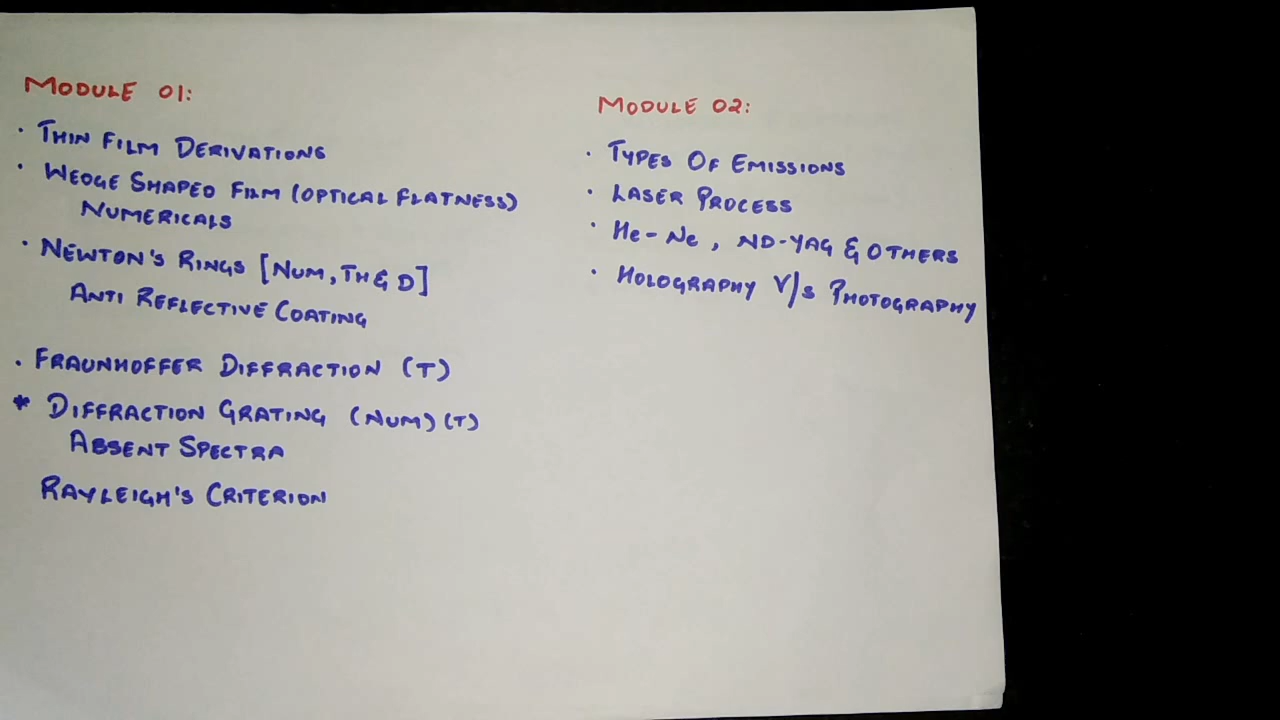 MODULE 01:
· THIN FILM DERIVATIONS
· WEDGE SHAPED FILM (OPTICAL FLATNESS)
NUMERICALS
· NEWTON'S RINGS [NUM, TH & D]
ANTI REFLECTIVE COATING
· FRAUNHOFFER DIFFRACTION (T)
* DIFFRACTION GRATING (NUM) (T)
ABSENT SPECTRA
RAYLEIGH'S CRITERION
MODULE 02:
· TYPES OF EMISSIONS
· LASER PROCESS
· He-Ne, ND-YAG & OTHERS
· HOLOGRAPHY V/s PHOTOGRAPHY